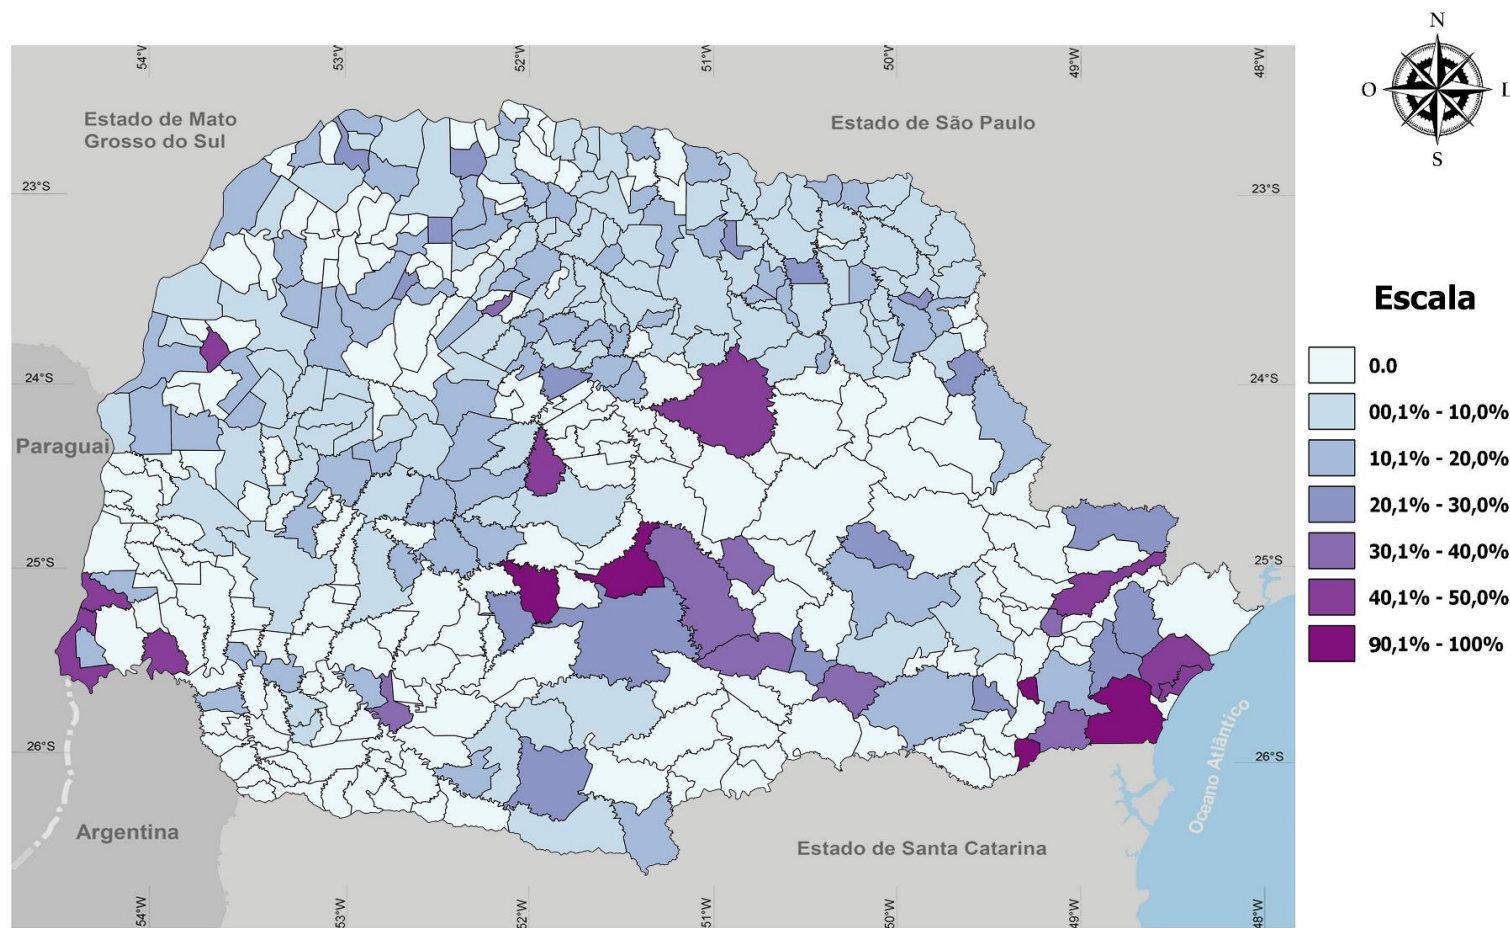 N
O
L
S
54°W
53°W
52°W
51°W
50°W
49°W
48°W
Estado de Mato
Grosso do Sul
Estado de São Paulo
23°S
23°S
Escala
0.0
00,1% - 10,0%
10,1% - 20,0%
20,1% - 30,0%
30,1% - 40,0%
40,1% - 50,0%
90,1% - 100%
24°S
24°S
Paraguai
25°S
25°S
26°S
26°S
Oceano Atlântico
Argentina
Estado de Santa Catarina
54°W
53°W
52°W
51°W
50°W
49°W
48°W